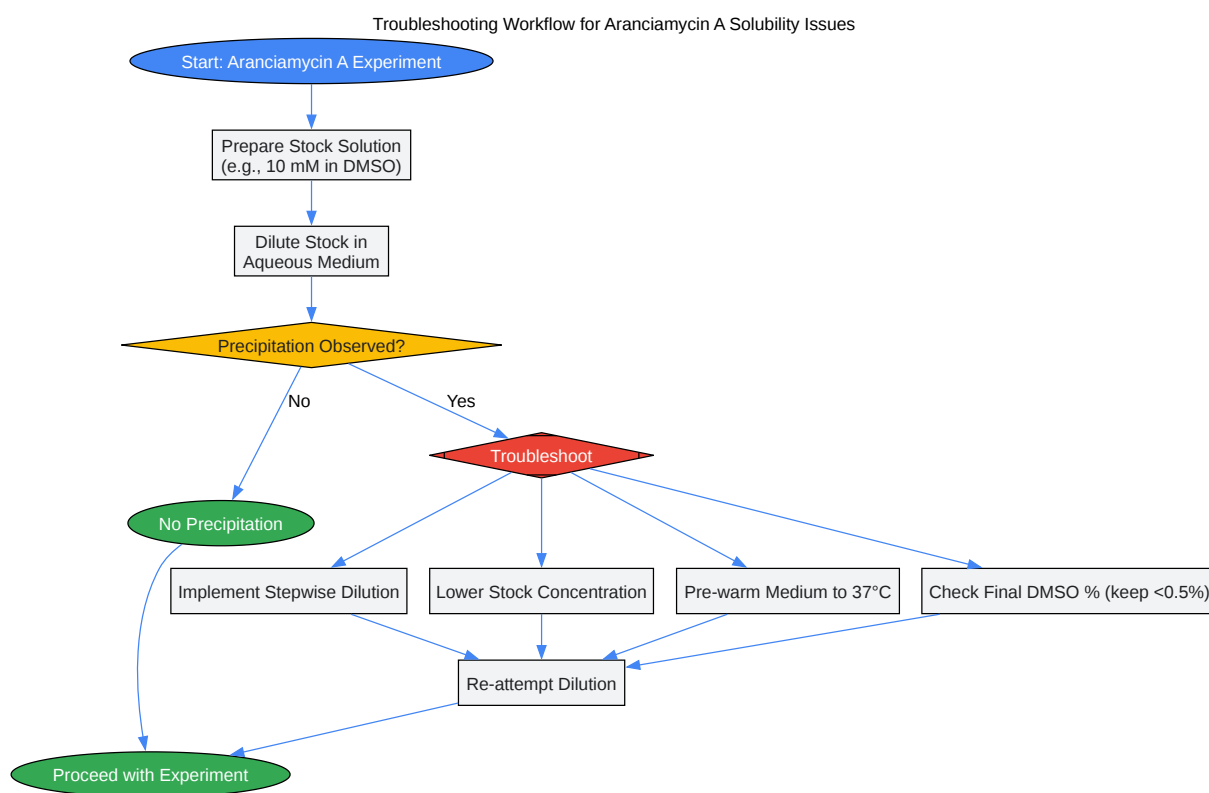 Troubleshooting Workflow for Aranciamycin A Solubility Issues
Start: Aranciamycin A Experiment
Prepare Stock Solution
(e.g., 10 mM in DMSO)
Dilute Stock in
Aqueous Medium
Precipitation Observed?
No
Yes
Troubleshoot
No Precipitation
Implement Stepwise Dilution
Lower Stock Concentration
Pre-warm Medium to 37°C
Check Final DMSO % (keep <0.5%)
Re-attempt Dilution
Proceed with Experiment